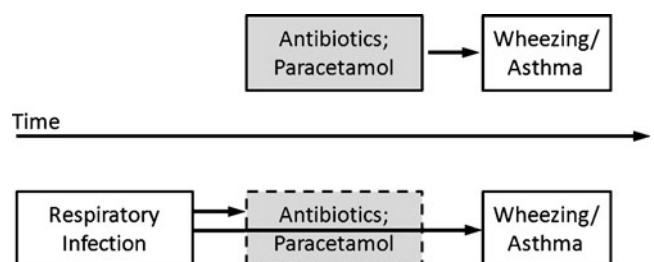 Antibiotics;
Paracetamol
Wheezing/
Asthma
Time
Respiratory
Infection
Antibiotics;
Paracetamol
Wheezing/
Asthma